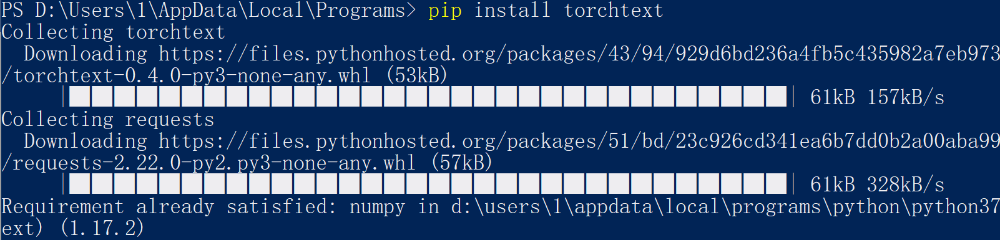 PS D:\Users\1\AppData\Local\Programs> pip install torchtext
Collecting torchtext
Downloading https://files.pythonhosted.org/packages/43/94/929d6bd236a4fb5c435982a7eb973
/torchtext-0.4.0-py3-none-any.whl (53kB)
61kB 157kB/s
Collecting requests
Downloading https://files.pythonhosted.org/packages/51/bd/23c926cd341ea6b7dd0b2a00aba99
/requests-2.22.0-py2.py3-none-any.whl (57kB)
61kB 328kB/s
Requirement already satisfied: numpy in d:\users\1\appdata\local\programs\python\python37
ext) (1.17.2)